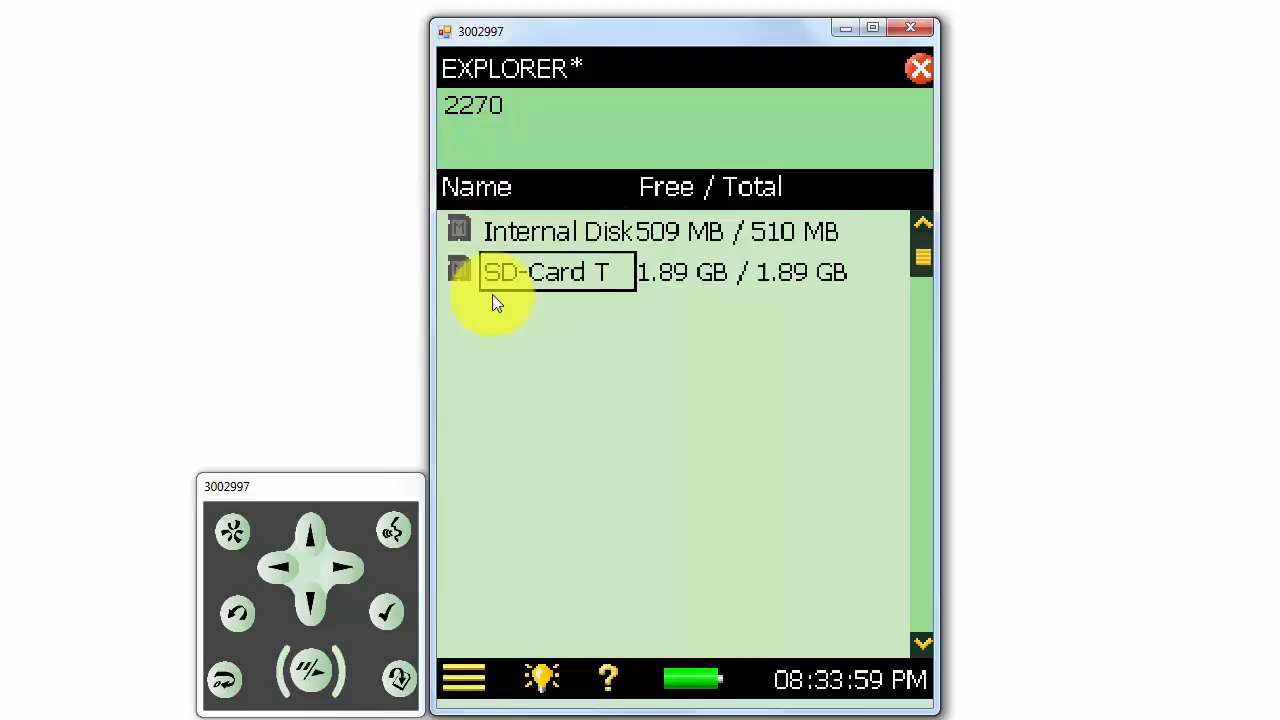 3002997
EXPLORER*
2270
Name Free / Total
Internal Disk 509 MB / 510 MB
SD-Card T 1.89 GB / 1.89 GB
3002997
? 08:33:59 PM